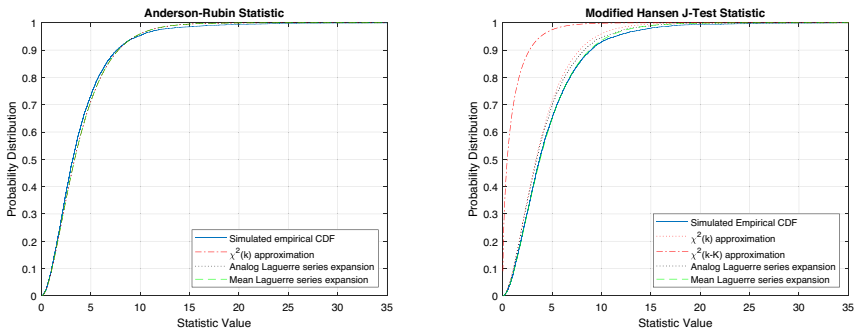 Anderson-Rubin Statistic
Probability Distribution
1
0.9
0.8
0.7
0.6
0.5
0.4
0.3
0.2
0.1
0
0 5 10 15 20 25 30 35
Statistic Value
Simulated empirical CDF
χ²(k) approximation
Analog Laguerre series expansion
Mean Laguerre series expansion
Modified Hansen J-Test Statistic
Probability Distribution
1
0.9
0.8
0.7
0.6
0.5
0.4
0.3
0.2
0.1
0
0 5 10 15 20 25 30 35
Statistic Value
Simulated Empirical CDF
χ²(k) approximation
χ²(k-K) approximation
Analog Laguerre series expansion
Mean Laguerre series expansion